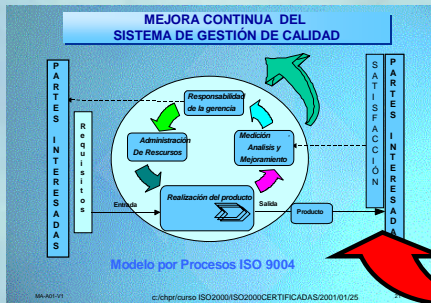 MEJORA CONTINUA DEL
SISTEMA DE GESTIÓN DE CALIDAD
PARTES INTERESADAS
Requisitos
Responsabilidad
de la gerencia
Administración
De Rescursos
Medición
Analisis y
Mejoramiento
Realización del producto
Entrada
Salida
Producto
SATISFACCIÓN
PARTES INTERESADA
Modelo por Procesos ISO 9004
MA-A01-V1
c:/chpr/curso ISO2000/ISO2000CERTIFICADAS/2001/01/25